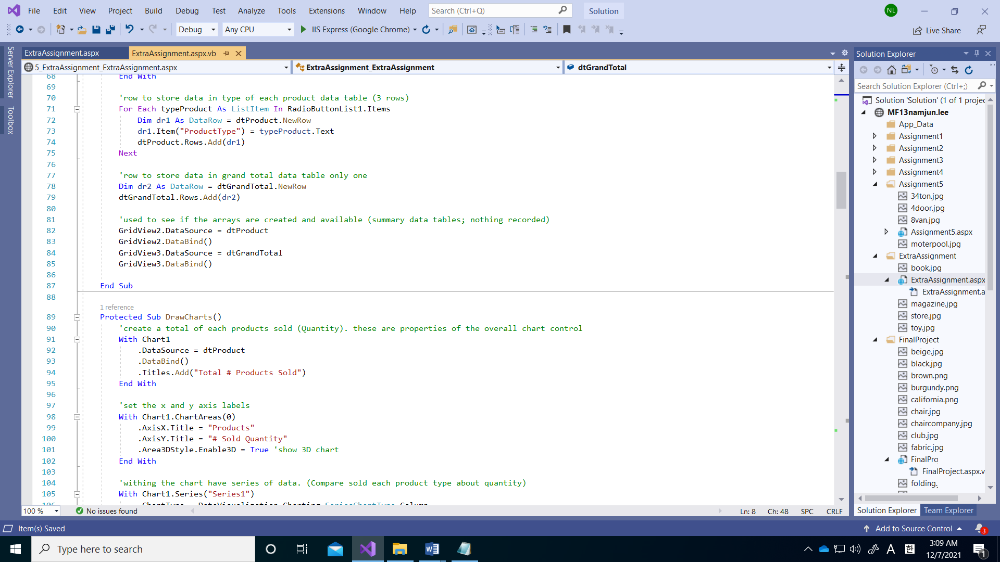 File Edit View Project Build Debug Test Analyze Tools Extensions Window Help Search (Ctrl+Q) Solution NL
Debug Any CPU IIS Express (Google Chrome) Live Share
Server Explorer
Toolbox
ExtraAssignment.aspx ExtraAssignment.aspx.vb
5_ExtraAssignment_ExtraAssignment.aspx ExtraAssignment_ExtraAssignment dtGrandTotal
68 End With
69
70 'row to store data in type of each product data table (3 rows)
71 For Each typeProduct As ListItem In RadioButtonList1.Items
72 Dim dr1 As DataRow = dtProduct.NewRow
73 dr1.Item("ProductType") = typeProduct.Text
74 dtProduct.Rows.Add(dr1)
75 Next
76
77 'row to store data in grand total data table only one
78 Dim dr2 As DataRow = dtGrandTotal.NewRow
79 dtGrandTotal.Rows.Add(dr2)
80
81 'used to see if the arrays are created and available (summary data tables; nothing recorded)
82 GridView2.DataSource = dtProduct
83 GridView2.DataBind()
84 GridView3.DataSource = dtGrandTotal
85 GridView3.DataBind()
86
87 End Sub
88
1 reference
89 Protected Sub DrawCharts()
90 'create a total of each products sold (Quantity). these are properties of the overall chart control
91 With Chart1
92 .DataSource = dtProduct
93 .DataBind()
94 .Titles.Add("Total # Products Sold")
95 End With
96
97 'set the x and y axis labels
98 With Chart1.ChartAreas(0)
99 .AxisX.Title = "Products"
100 .AxisY.Title = "# Sold Quantity"
101 .Area3DStyle.Enable3D = True 'show 3D chart
102 End With
103
104 'withing the chart have series of data. (Compare sold each product type about quantity)
105 With Chart1.Series("Series1")
106 .ChartType = DataVisualization.Charting.SeriesChartType.Column
100 % No issues found Ln: 8 Ch: 48 SPC CRLF
Solution Explorer
Search Solution Explorer (Ctrl+;)
Solution 'Solution' (1 of 1 projec
MF13namjun.lee
App_Data
Assignment1
Assignment2
Assignment3
Assignment4
Assignment5
34ton.jpg
4door.jpg
8van.jpg
Assignment5.aspx
moterpool.jpg
ExtraAssignment
book.jpg
ExtraAssignment.aspx
ExtraAssignment.a
magazine.jpg
store.jpg
toy.jpg
FinalProject
beige.jpg
black.jpg
brown.png
burgundy.png
california.png
chair.jpg
chaircompany.jpg
club.jpg
fabric.jpg
FinalPro
FinalProject.aspx.v
folding.
Solution Explorer Team Explorer
Item(s) Saved Add to Source Control 3
Type here to search A 한 3:09 AM
12/7/2021 1